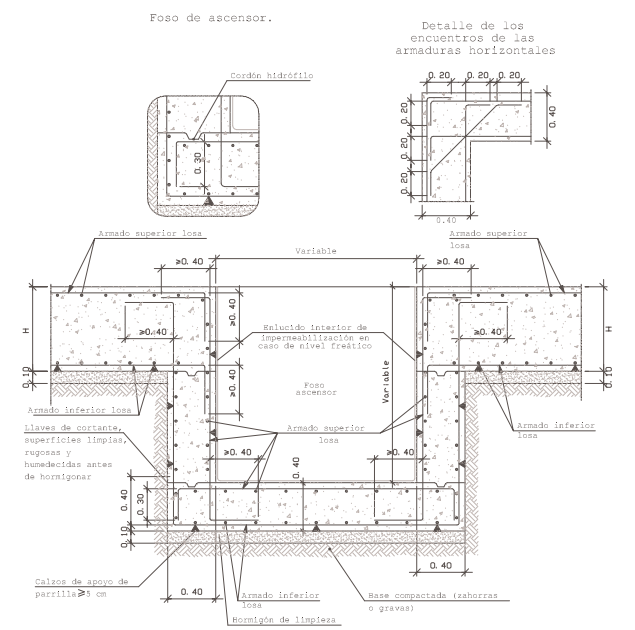 Foso de ascensor.
Detalle de los
encuentros de las
armaduras horizontales
Cordón hidrófilo
0.30
0.20
0.20
0.20
0.20
0.20
0.20
0.40
0.40
Armado superior losa
Variable
Armado superior
losa
≥0.40
≥0.40
H
≥0.40
≥0.40
≥0.40
≥0.40
H
Enlucido interior de
impermeabilización en
caso de nivel freático
Variable
Foso
ascensor
0.10
0.10
Armado inferior losa
Llaves de cortante,
superficies limpias,
rugosas y
humedecidas antes
de hormigonar
Armado superior
losa
Armado inferior
losa
≥0.40
≥0.40
0.40
0.40
0.30
0.10
0.40
0.40
Calzos de apoyo de
parrilla≥5 cm
Armado inferior
losa
Hormigón de limpieza
Base compactada (zahorras
o gravas)